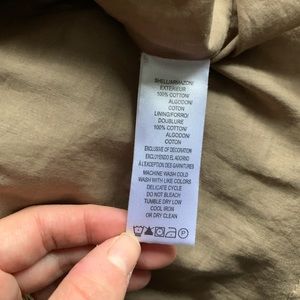 SHELL/ARMAZON/
EXTERIEUR
100% COTTON/
ALGODON/
COTON
LINING/FORRO/
DOUBLURE
100% COTTON/
ALGODON/
COTON
EXCLUSIVE OF DECORATION
EXCLUYENDO EL ADORNO
À L'EXCEPTION DES GARNITURES
MACHINE WASH COLD
WASH WITH LIKE COLORS
DELICATE CYCLE
DO NOT BLEACH
TUMBLE DRY LOW
COOL IRON
OR DRY CLEAN
P